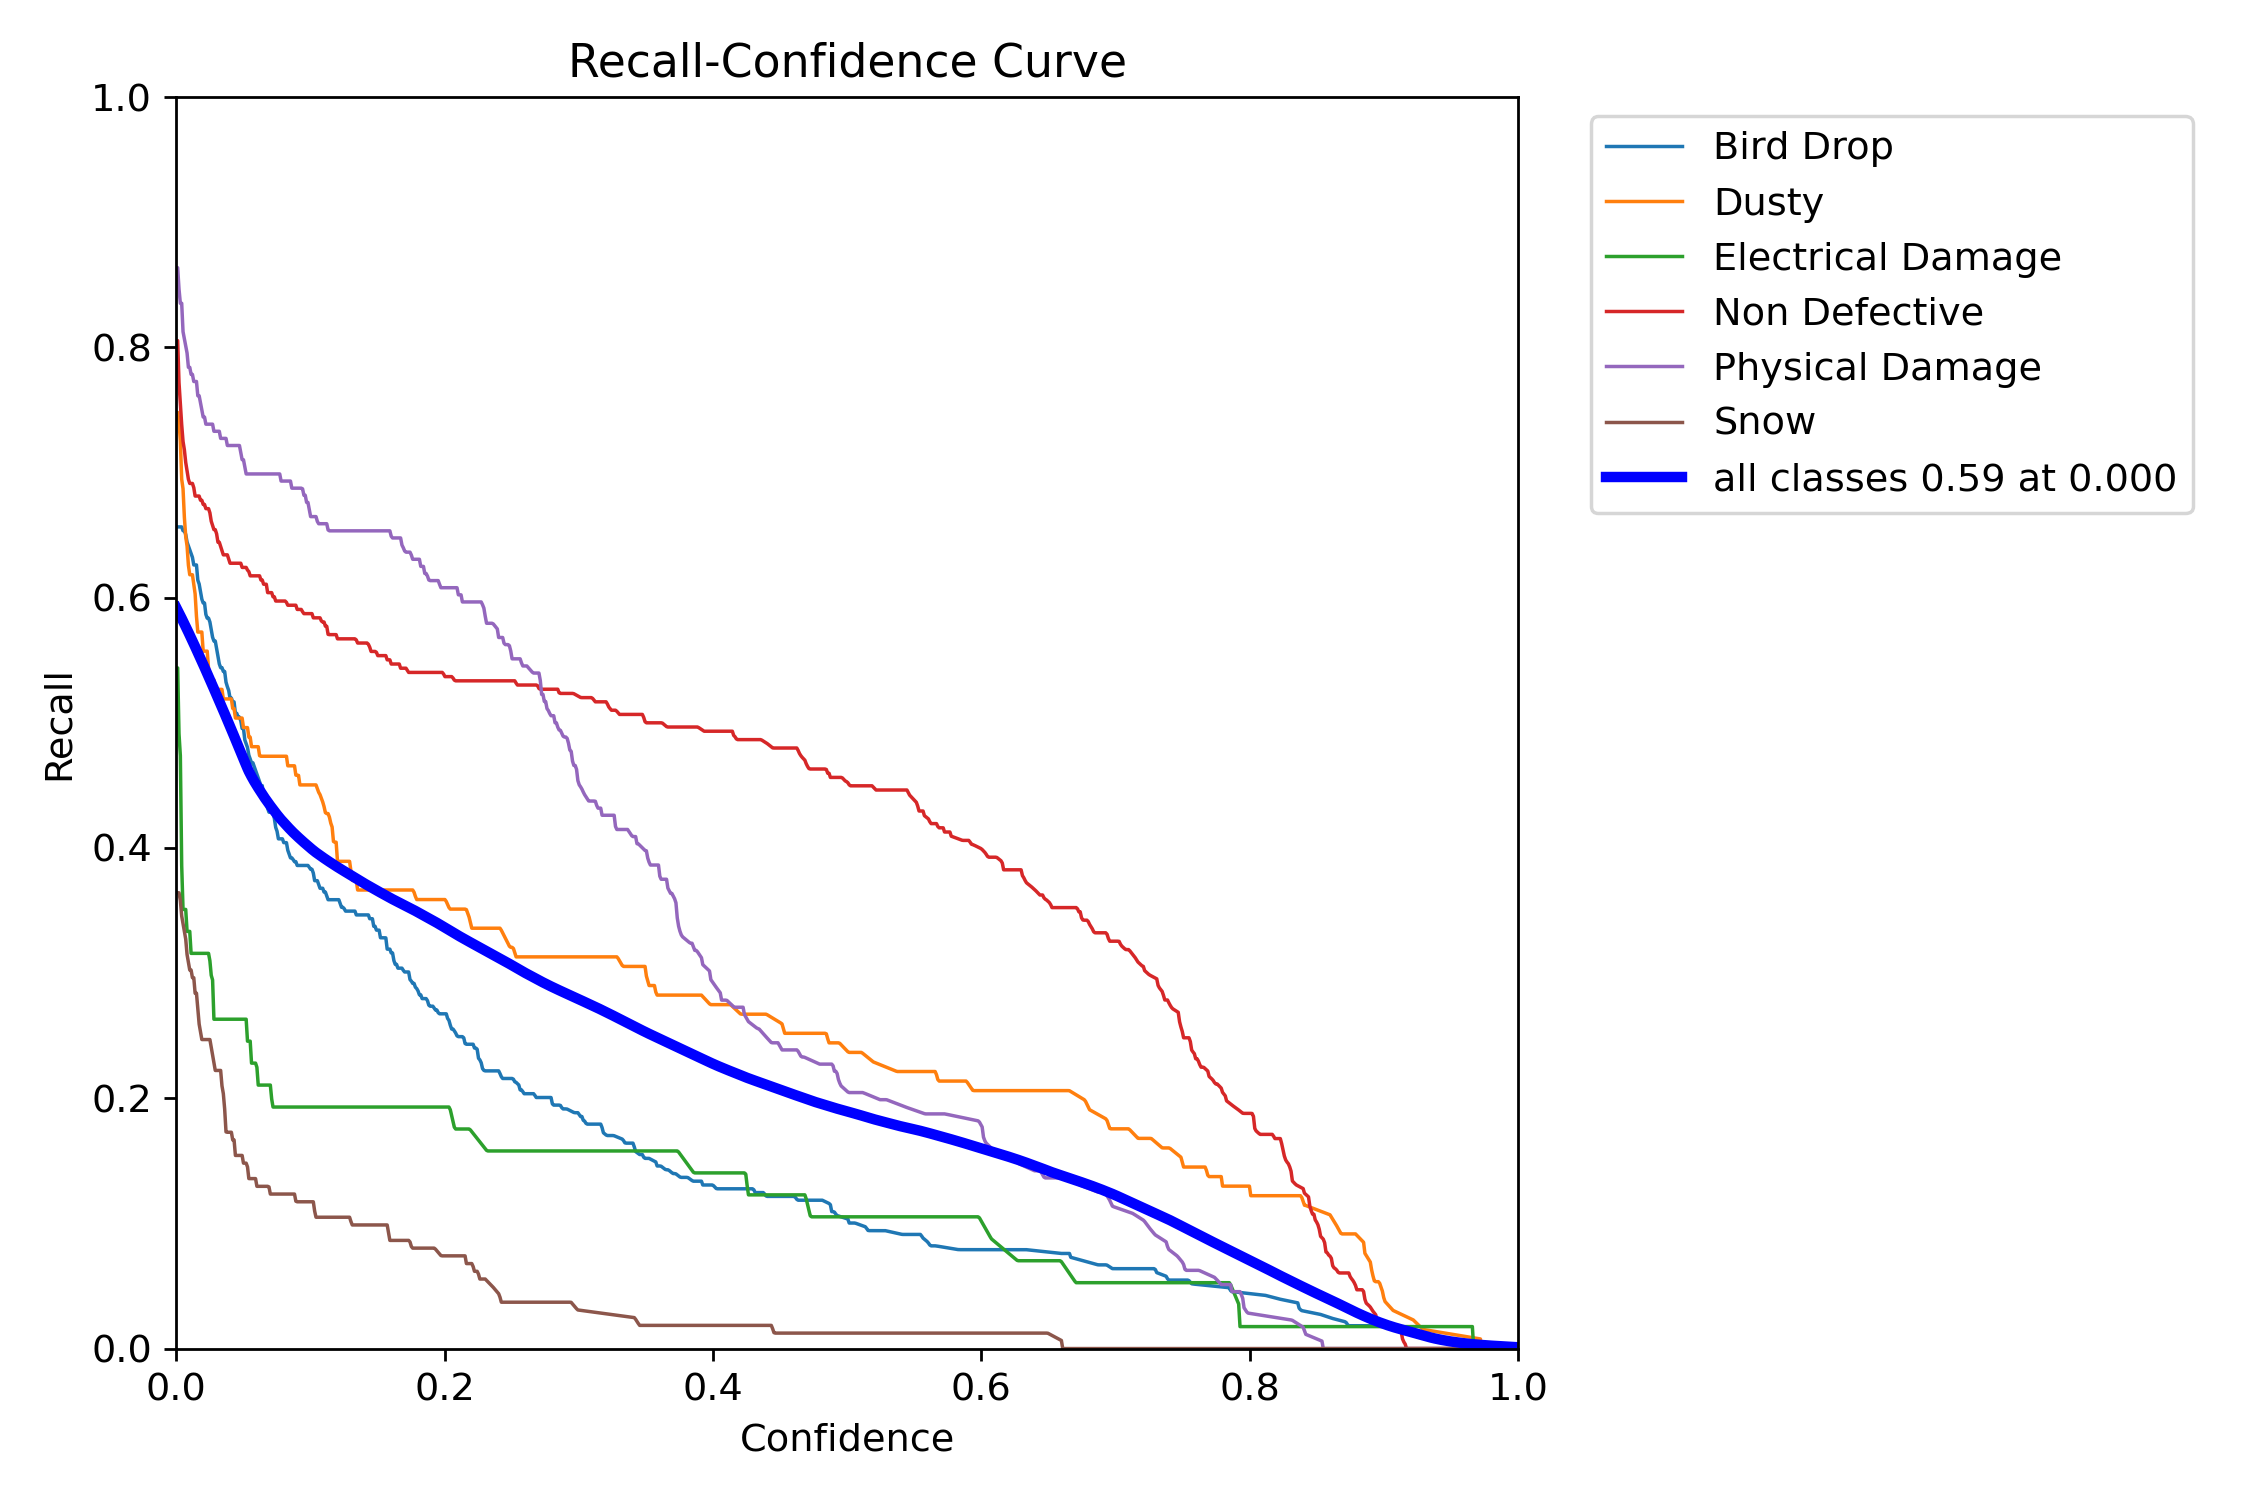 Recall-Confidence Curve
1.0
0.8
0.6
0.4
0.2
0.0
Recall
0.0 0.2 0.4 0.6 0.8 1.0
Confidence
Bird Drop
Dusty
Electrical Damage
Non Defective
Physical Damage
Snow
all classes 0.59 at 0.000